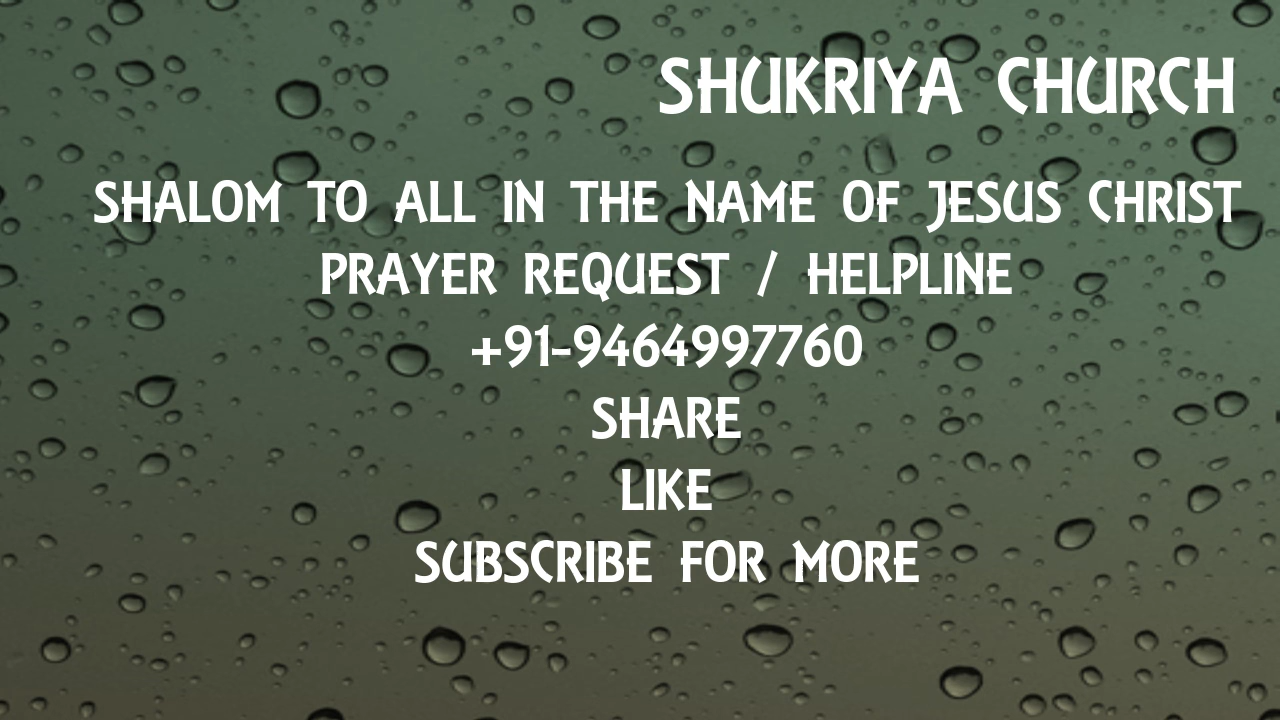 SHUKRIYA CHURCH
SHALOM TO ALL IN THE NAME OF JESUS CHRIST
PRAYER REQUEST / HELPLINE
+91-9464997760
SHARE
LIKE
SUBSCRIBE FOR MORE